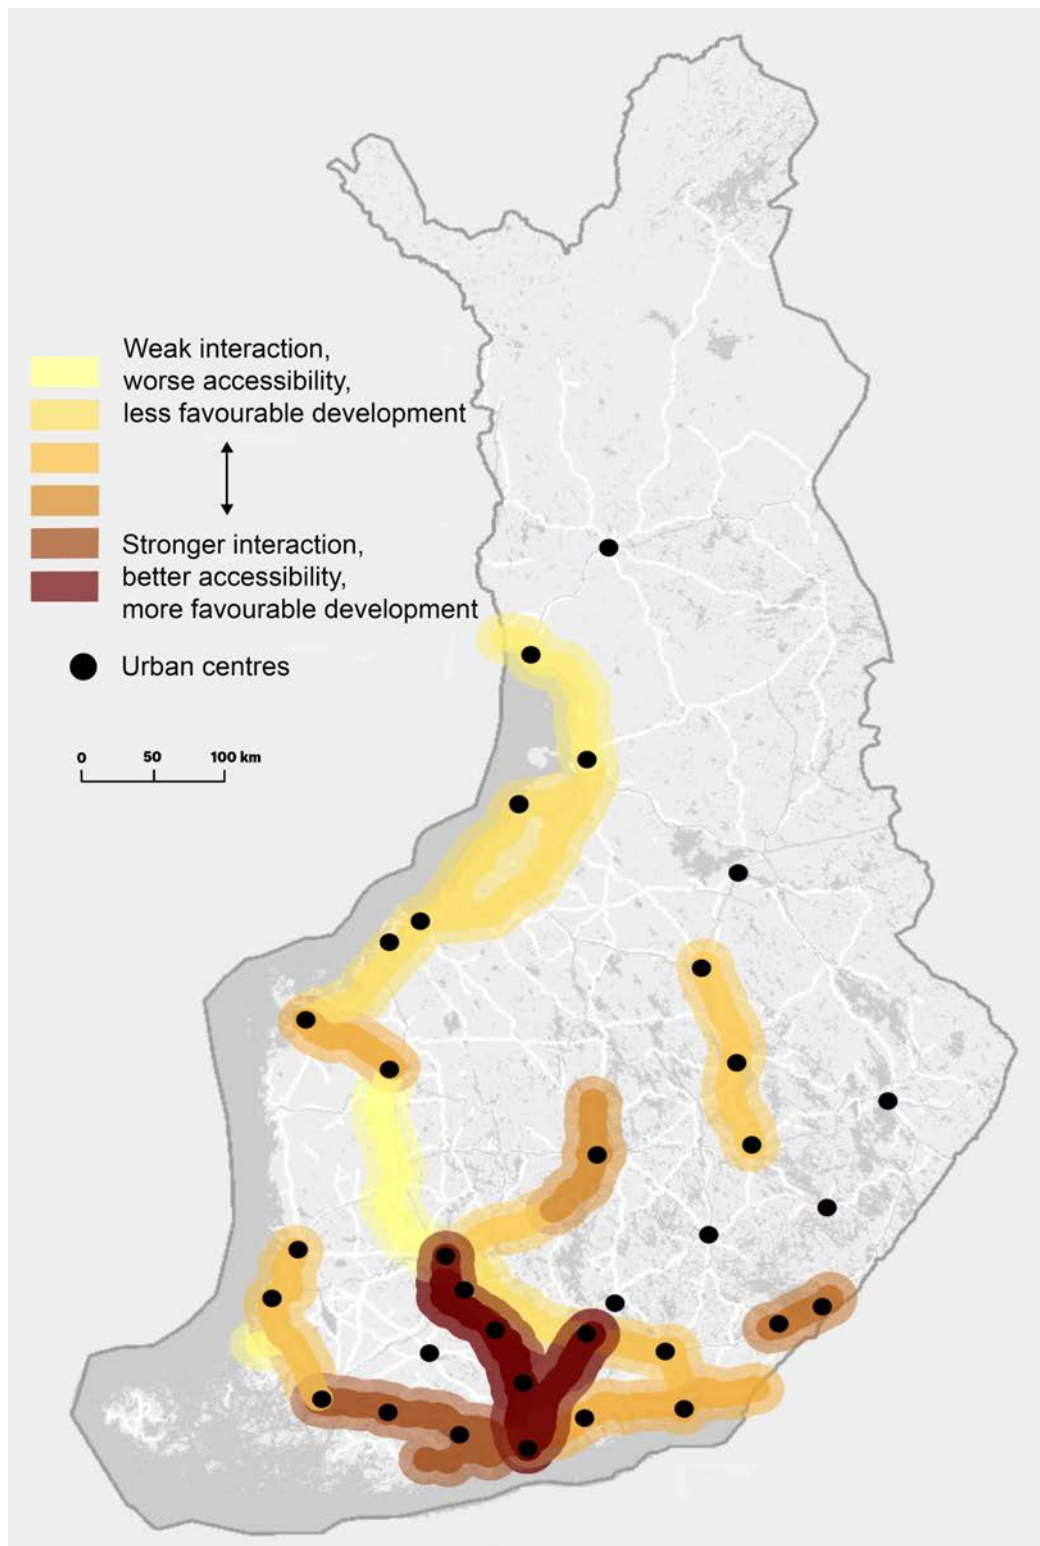 Weak interaction,
worse accessibility,
less favourable development
Stronger interaction,
better accessibility,
more favourable development
Urban centres
0 50 100 km